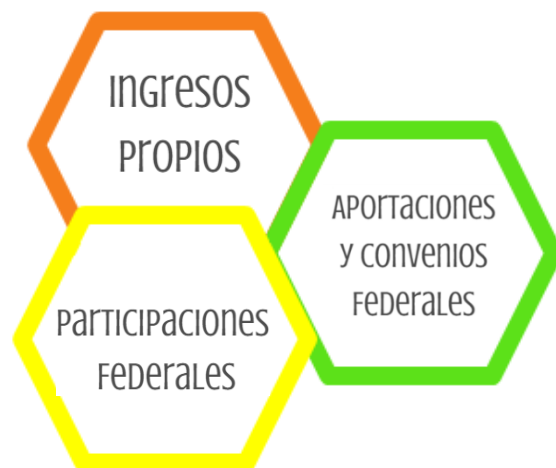 Ingresos
Propios
Aportaciones
y Convenios
Federales
Participaciones
Federales